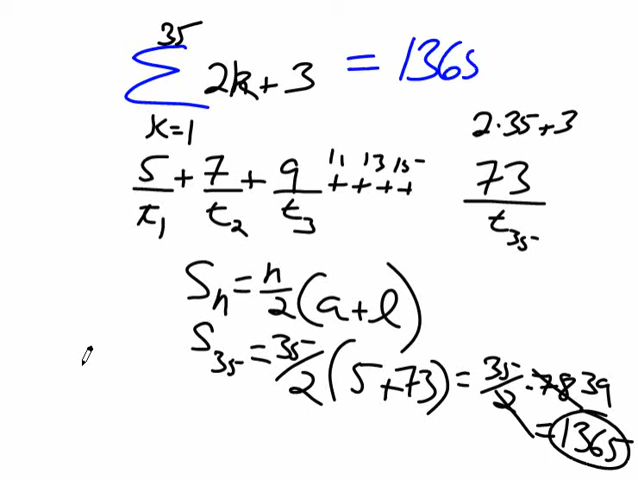 35
∑ 2k+3 = 1365
k=1
2·35+3
5 + 7 + 9 + 11 + 13 + 15 + 73
t₁ t₂ t₃ t₃₅
Sₙ = n/2 (a+l)
S₃₅ = 35/2 (5+73) = 35/2 · 78 39
= 1365